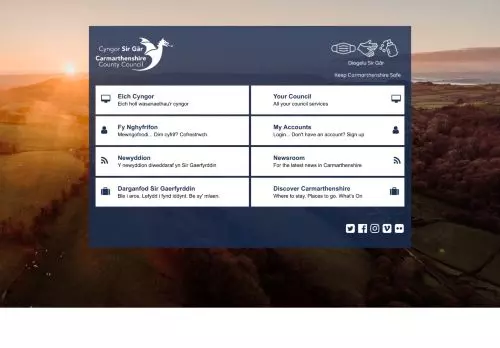 Cyngor Sir Gâr
Carmarthenshire
County Council
Diogelu Sir Gâr
Keep Carmarthenshire Safe
Eich Cyngor
Eich holl wasanaethau'r cyngor
Your Council
All your council services
Fy Nghyfrifon
Mewngofnodi... Dim cyfrif? Cofrestrwch
My Accounts
Login... Don't have an account? Sign up
Newyddion
Y newyddion diweddaraf yn Sir Gaerfyrddin
Newsroom
For the latest news in Carmarthenshire
Darganfod Sir Gaerfyrddin
Ble i aros. Lefydd i fynd iddynt. Be sy' mlaen.
Discover Carmarthenshire
Where to stay. Places to go. What's On